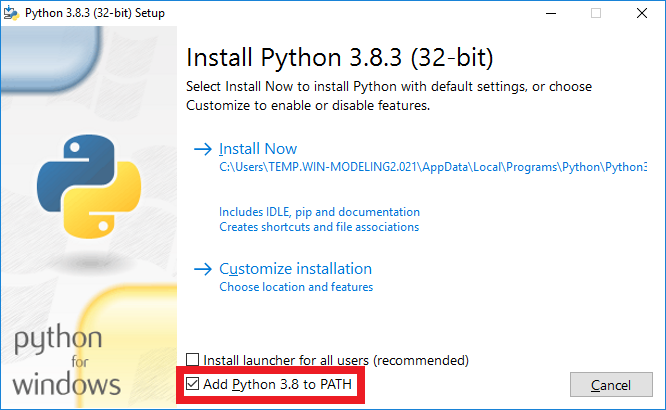 Python 3.8.3 (32-bit) Setup
Install Python 3.8.3 (32-bit)
Select Install Now to install Python with default settings, or choose
Customize to enable or disable features.
Install Now
C:\Users\TEMP.WIN-MODELING2.021\AppData\Local\Programs\Python\Python3
Includes IDLE, pip and documentation
Creates shortcuts and file associations
Customize installation
Choose location and features
python
for
windows
Install launcher for all users (recommended)
Add Python 3.8 to PATH
Cancel